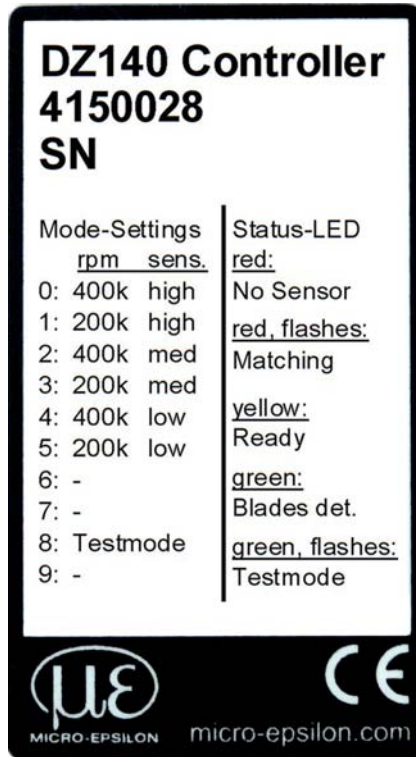 DZ140 Controller
4150028
SN
Mode-Settings
rpm sens.
0: 400k high
1: 200k high
2: 400k med
3: 200k med
4: 400k low
5: 200k low
6: -
7: -
8: Testmode
9: -
Status-LED
red:
No Sensor
red, flashes:
Matching
yellow:
Ready
green:
Blades det.
green, flashes:
Testmode
µε
MICRO-EPSILON
CE
micro-epsilon.com